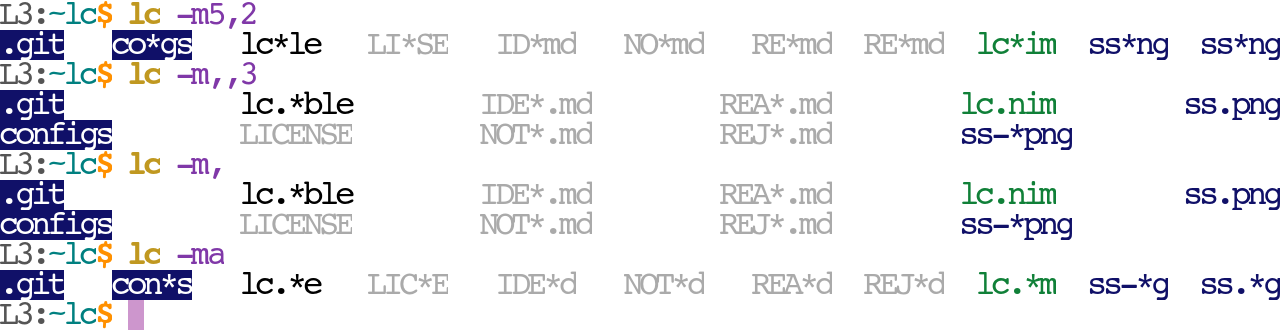 L3:~lc$ lc -m5,2
.git co*gs lc*le LI*SE ID*md NO*md RE*md RE*md lc*im ss*ng ss*ng
L3:~lc$ lc -m,,3
.git lc.*ble IDE*.md REA*.md lc.nim ss.png
configs LICENSE NOT*.md REJ*.md ss-*png
L3:~lc$ lc -m,
.git lc.*ble IDE*.md REA*.md lc.nim ss.png
configs LICENSE NOT*.md REJ*.md ss-*png
L3:~lc$ lc -ma
.git con*s lc.*e LIC*E IDE*d NOT*d REA*d REJ*d lc.*m ss-*g ss.*g
L3:~lc$